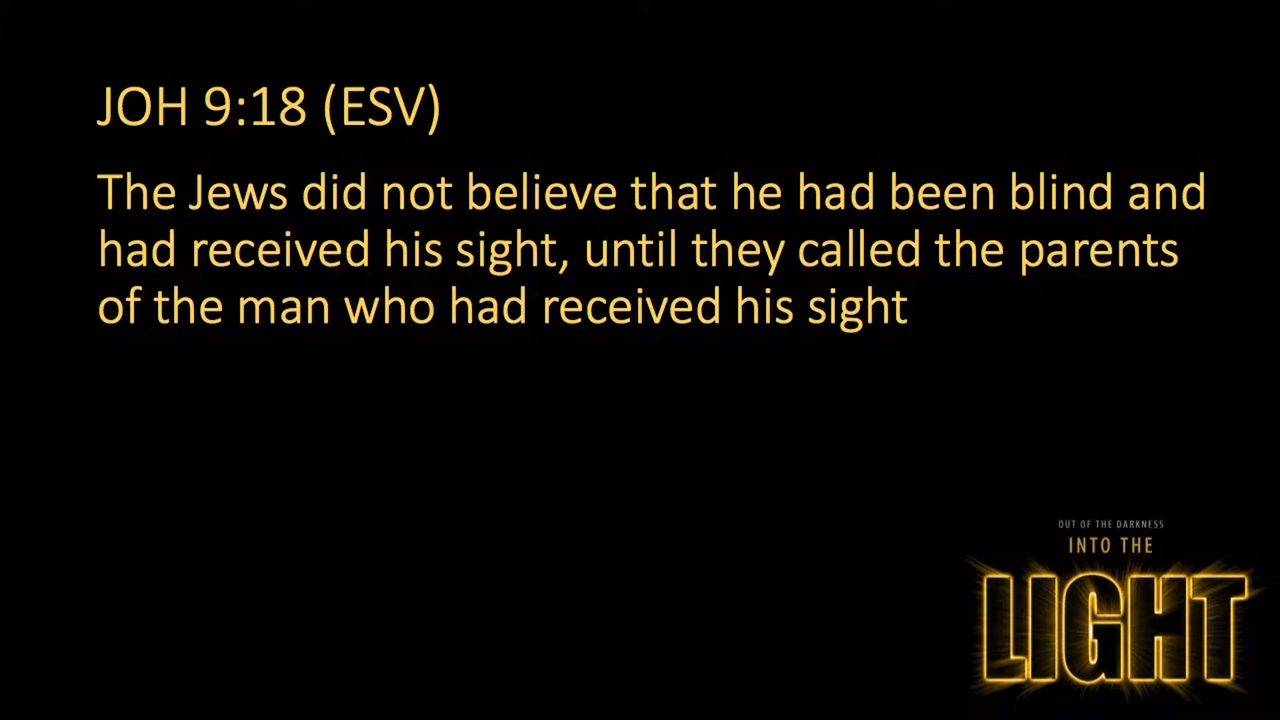 JOH 9:18 (ESV)
The Jews did not believe that he had been blind and
had received his sight, until they called the parents
of the man who had received his sight
OUT OF THE DARKNESS
INTO THE
LIGHT